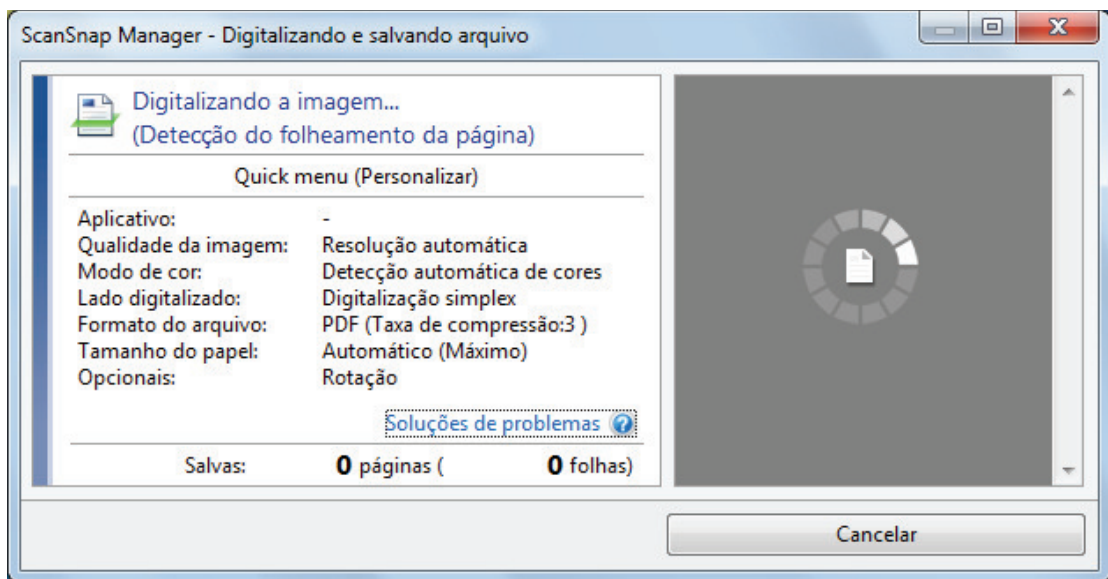 ScanSnap Manager - Digitalizando e salvando arquivo
Digitalizando a imagem...
(Detecção do folheamento da página)
Quick menu (Personalizar)
Aplicativo: -
Qualidade da imagem: Resolução automática
Modo de cor: Detecção automática de cores
Lado digitalizado: Digitalização simplex
Formato do arquivo: PDF (Taxa de compressão:3 )
Tamanho do papel: Automático (Máximo)
Opcionais: Rotação
Soluções de problemas
Salvas: 0 páginas ( 0 folhas)
Cancelar